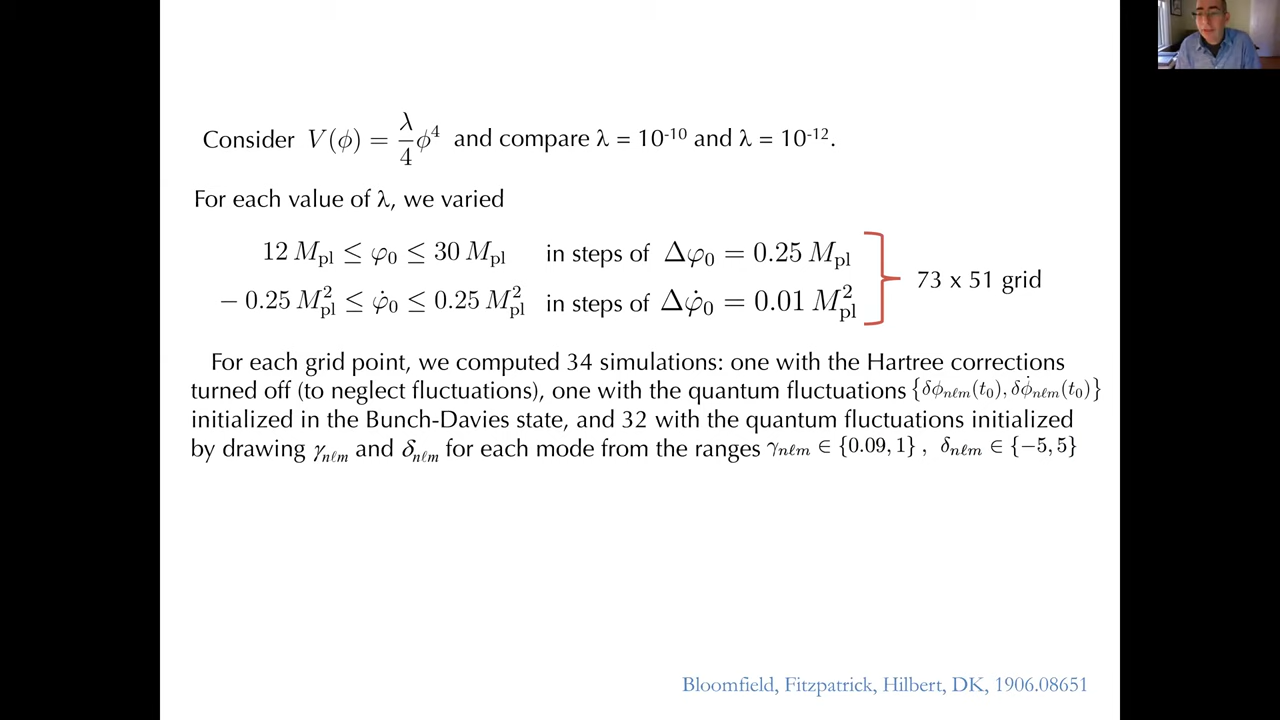 Consider V(ϕ) = λ/4 ϕ⁴ and compare λ = 10⁻¹⁰ and λ = 10⁻¹².
For each value of λ, we varied
12 M_pl ≤ φ₀ ≤ 30 M_pl in steps of Δφ₀ = 0.25 M_pl
− 0.25 M²_pl ≤ φ̇₀ ≤ 0.25 M²_pl in steps of Δφ̇₀ = 0.01 M²_pl
73 x 51 grid
For each grid point, we computed 34 simulations: one with the Hartree corrections
turned off (to neglect fluctuations), one with the quantum fluctuations {δϕ_nℓm(t₀), δϕ̇_nℓm(t₀)}
initialized in the Bunch-Davies state, and 32 with the quantum fluctuations initialized
by drawing γ_nℓm and δ_nℓm for each mode from the ranges γ_nℓm ∈ {0.09, 1} , δ_nℓm ∈ {−5, 5}
Bloomfield, Fitzpatrick, Hilbert, DK, 1906.08651